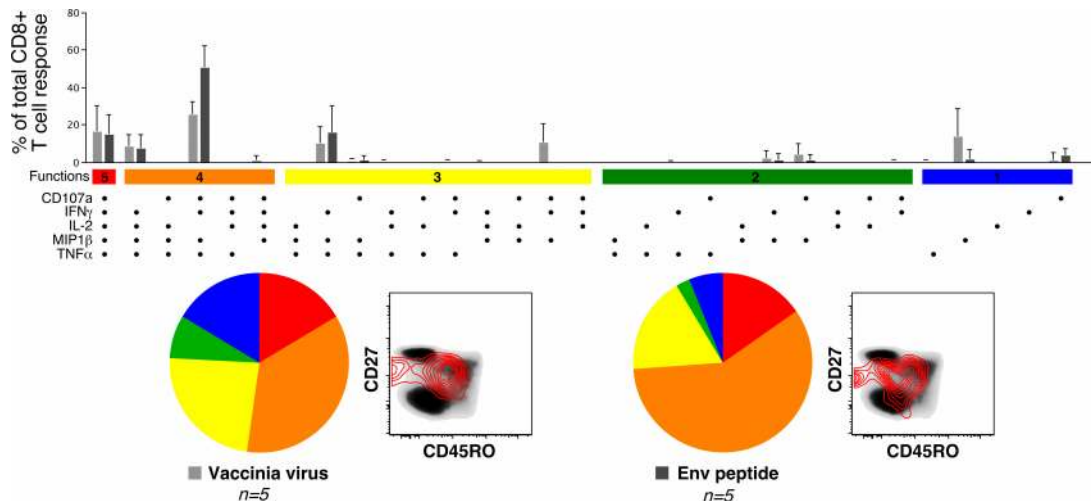 % of total CD8+
T cell response
80
60
40
20
0
Functions 5 4 3 2 1
CD107a
IFNγ
IL-2
MIP1β
TNFα
CD27
CD45RO
CD27
CD45RO
Vaccinia virus
n=5
Env peptide
n=5